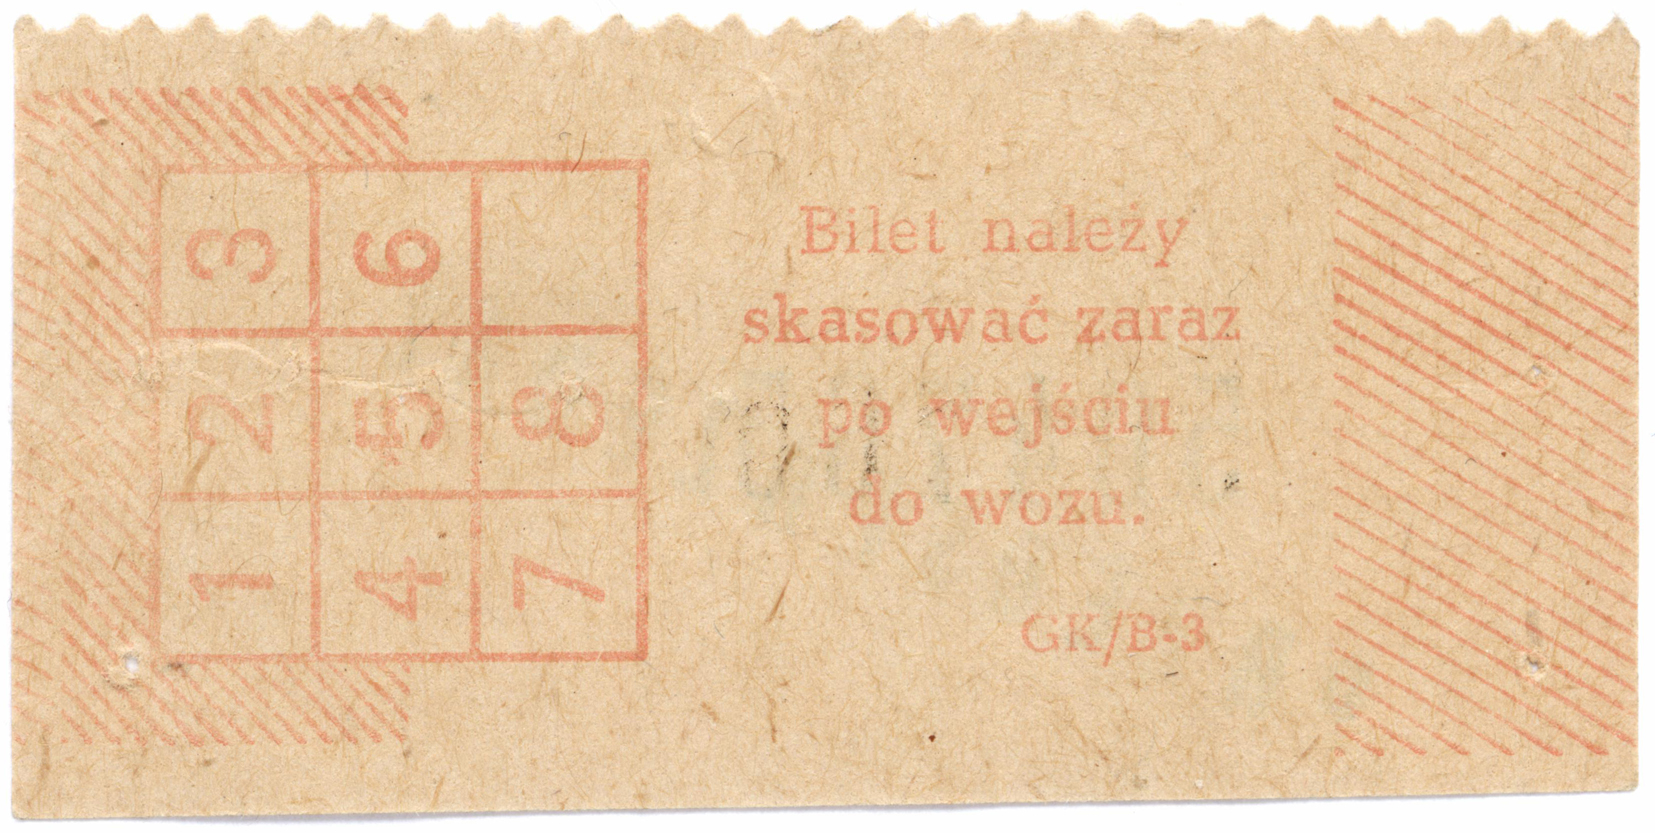 Bilet należy
skasować zaraz
po wejściu
do wozu.
GK/B-3
3 6
2 5 8
1 4 7